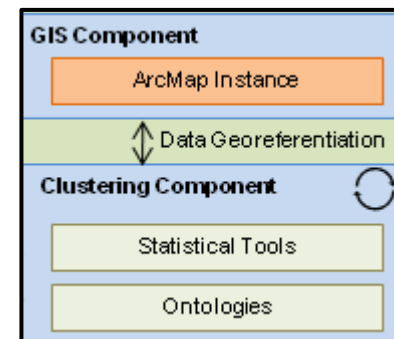 GIS Component
ArcMap Instance
Data Georeferentiation
Clustering Component
Statistical Tools
Ontologies